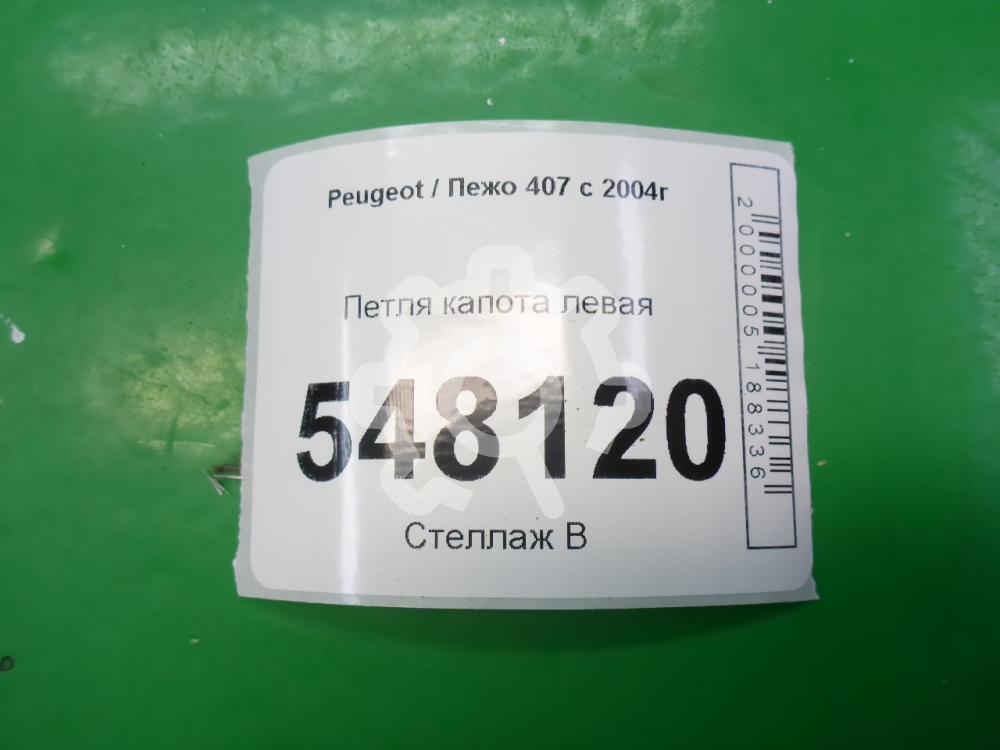 Peugeot / Пежо 407 с 2004г
Петля капота левая
548120
Стеллаж В
2000005188336